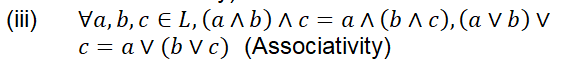 (iii) ∀a, b, c ∈ L, (a ∧ b) ∧ c = a ∧ (b ∧ c), (a ∨ b) ∨
c = a ∨ (b ∨ c) (Associativity)